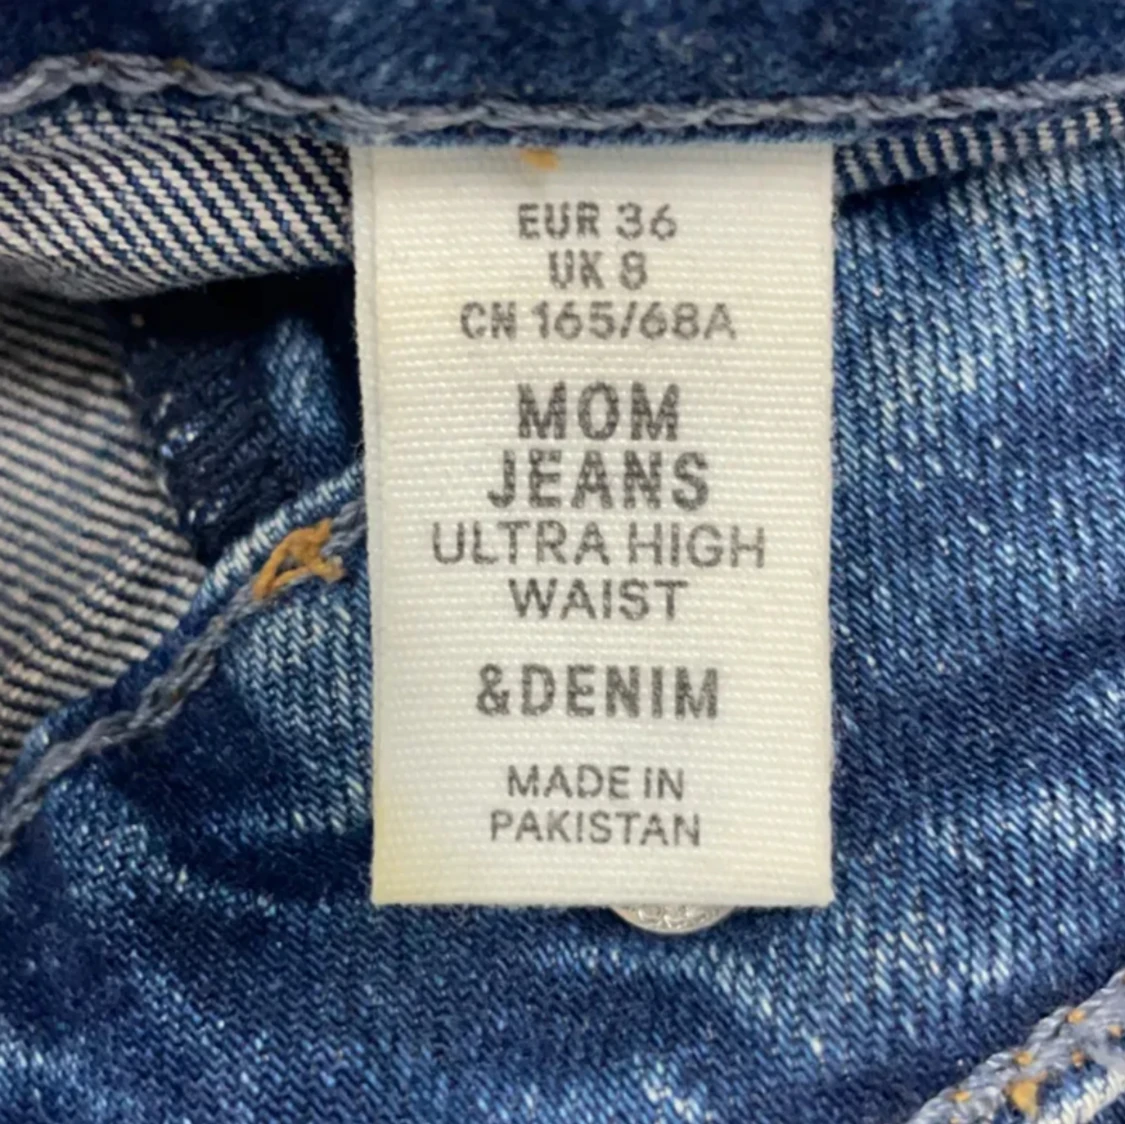 EUR 36
UK 8
CN 165/68A
MOM
JEANS
ULTRA HIGH
WAIST
&DENIM
MADE IN
PAKISTAN